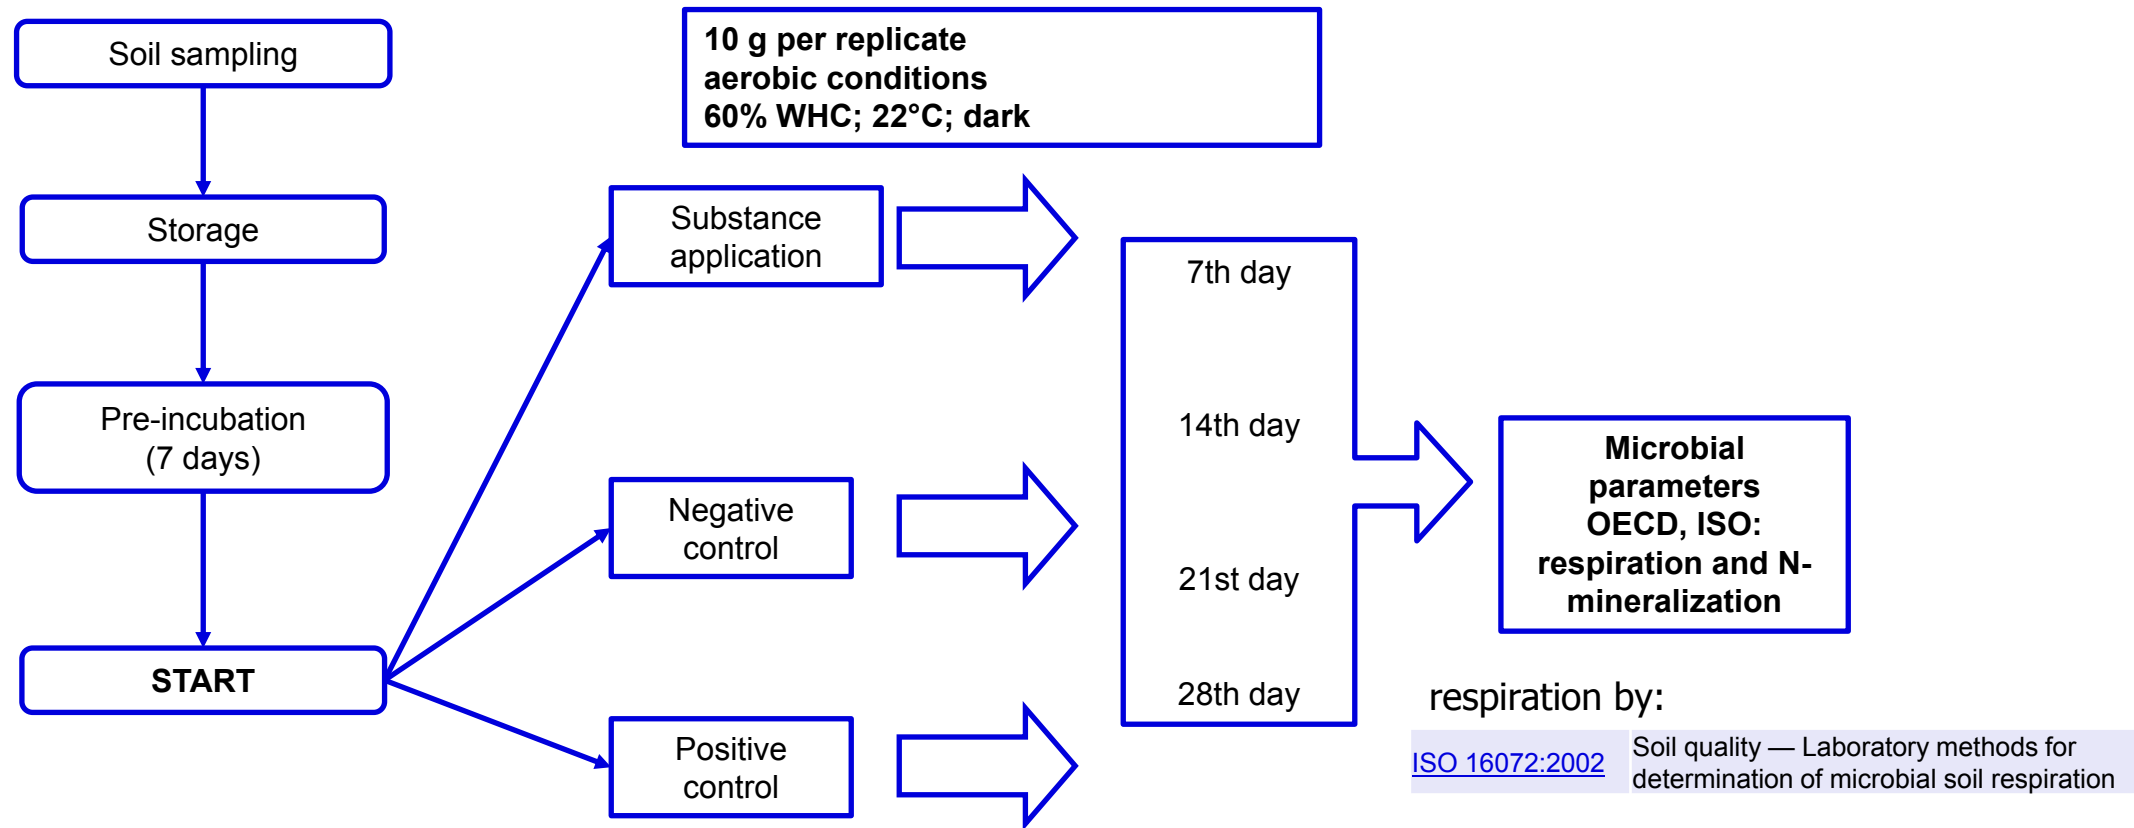 Soil sampling
Storage
Pre-incubation
(7 days)
START
10 g per replicate
aerobic conditions
60% WHC; 22°C; dark
Substance
application
Negative
control
Positive
control
7th day
14th day
21st day
28th day
Microbial
parameters
OECD, ISO:
respiration and N-
mineralization
respiration by:
ISO 16072:2002
Soil quality — Laboratory methods for
determination of microbial soil respiration